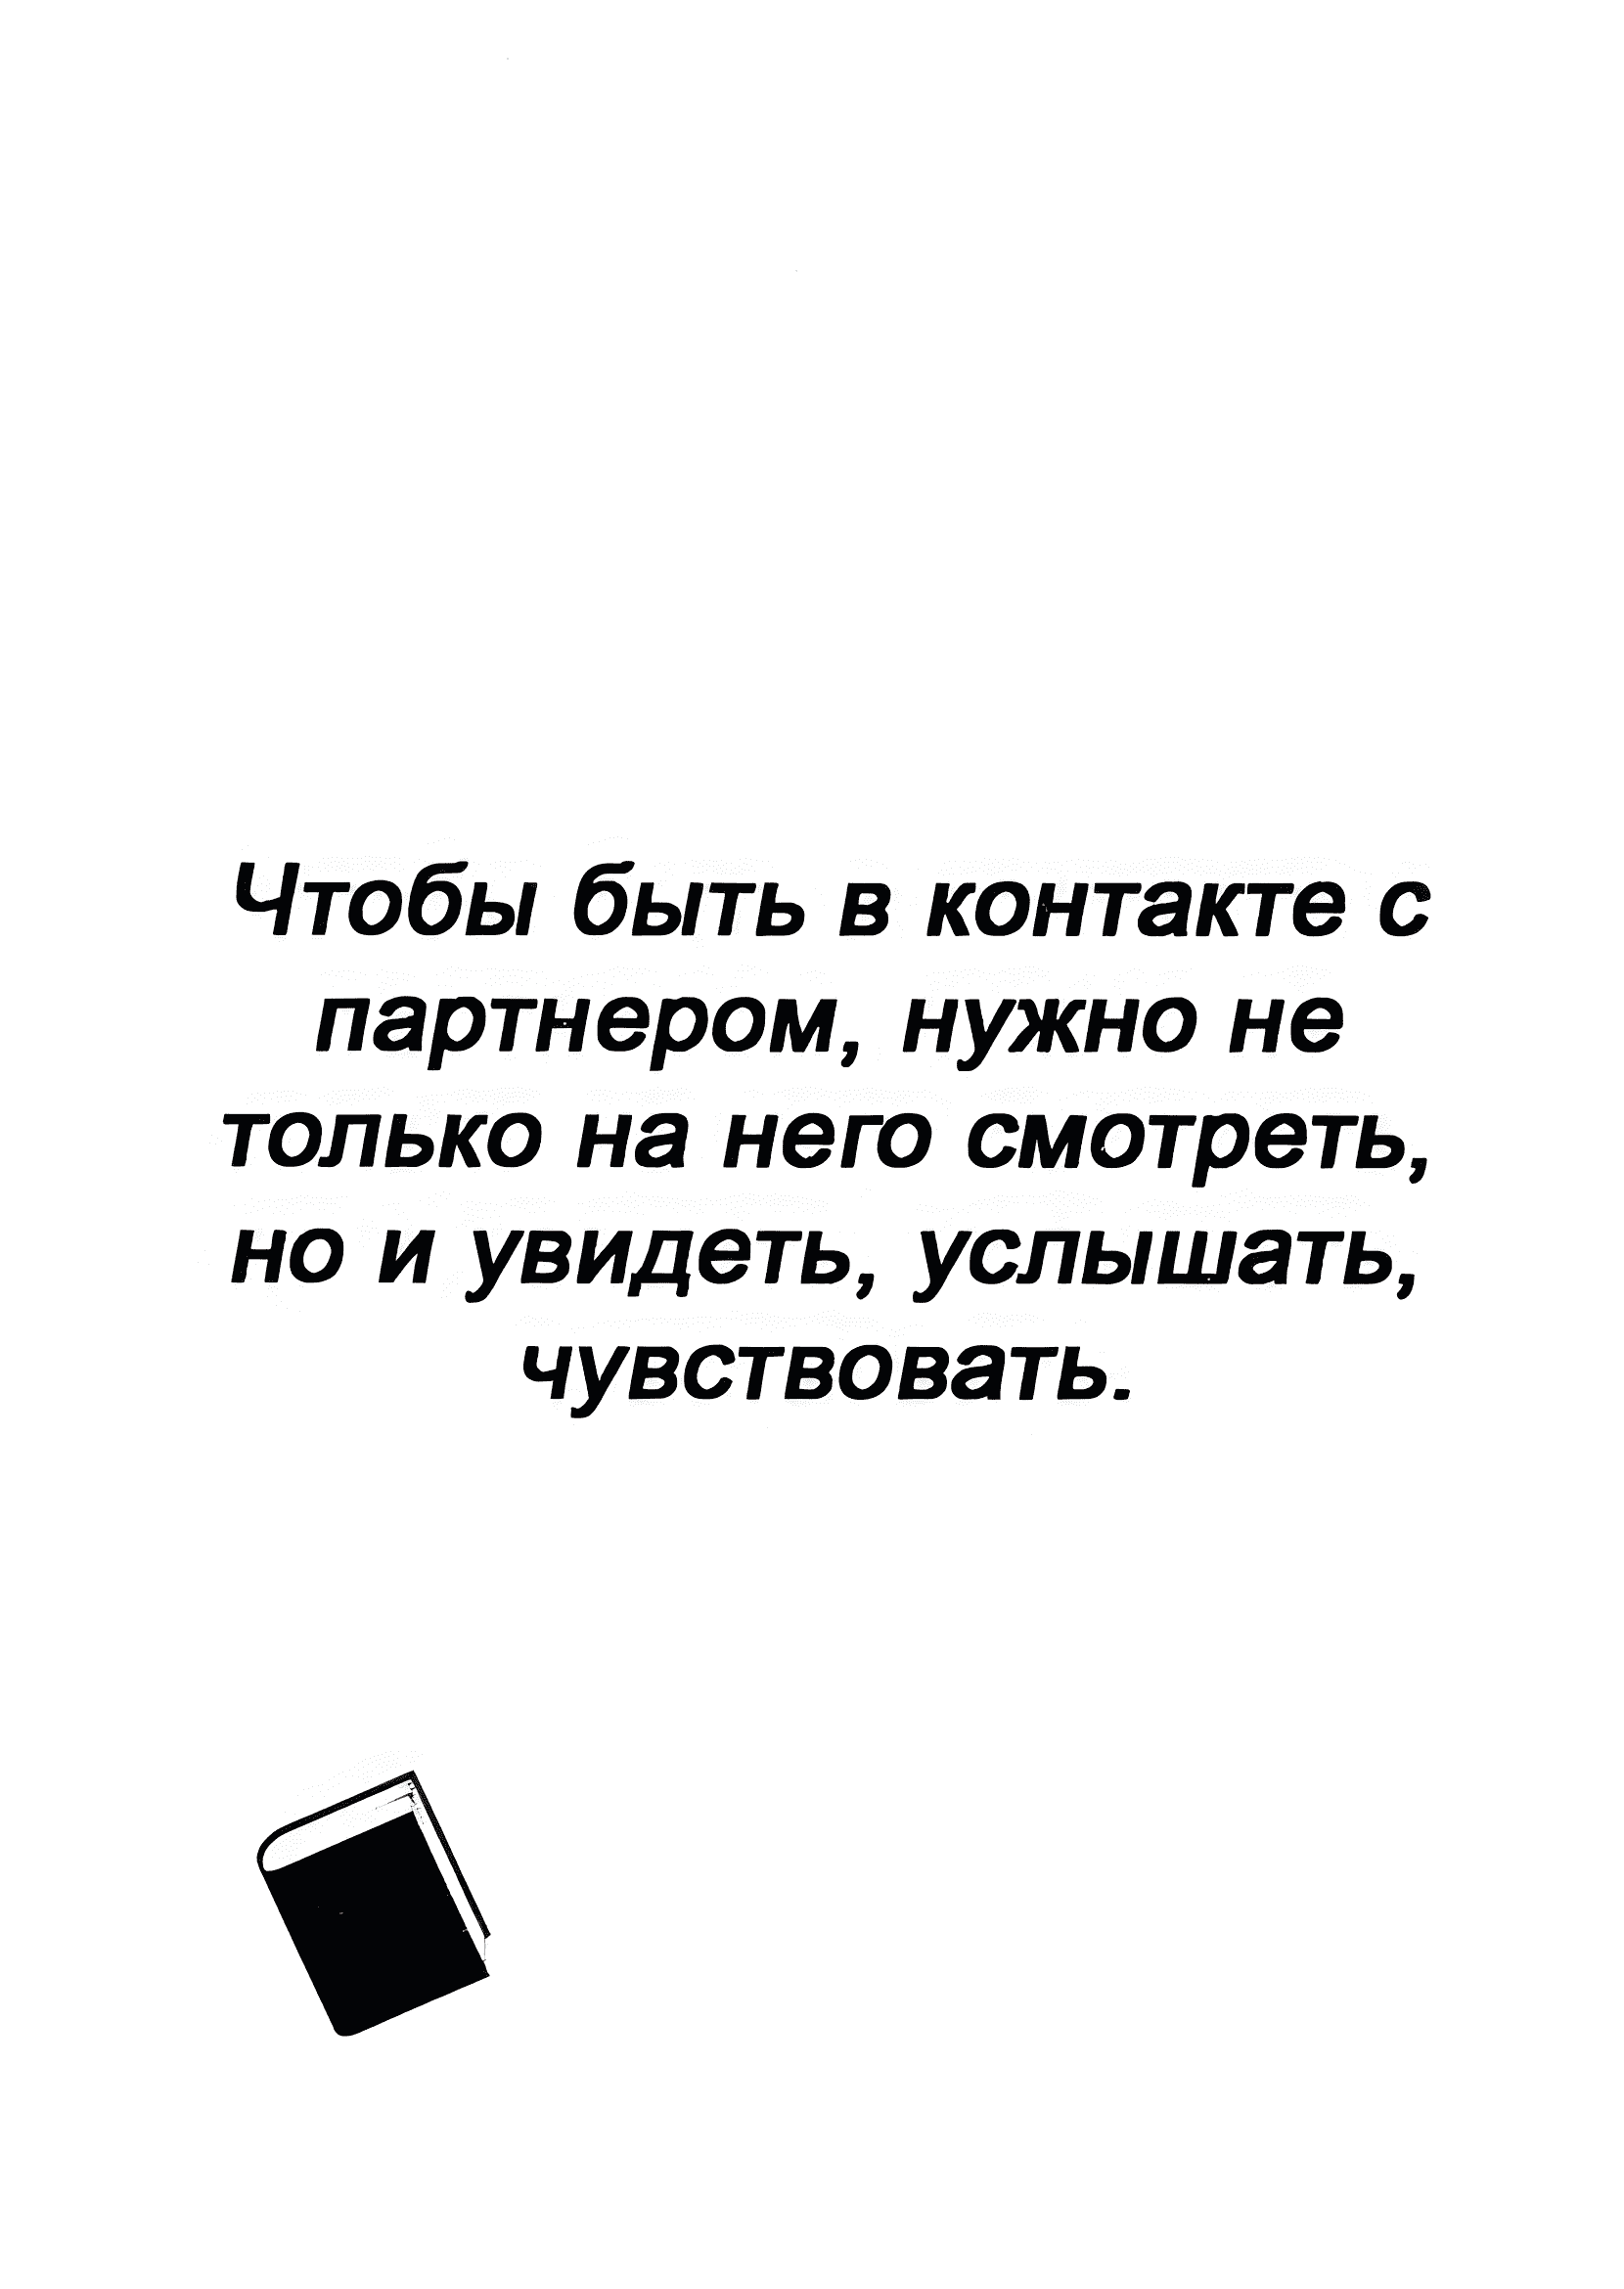 Чтобы быть в контакте с
партнером, нужно не
только на него смотреть,
но и увидеть, услышать,
чувствовать.